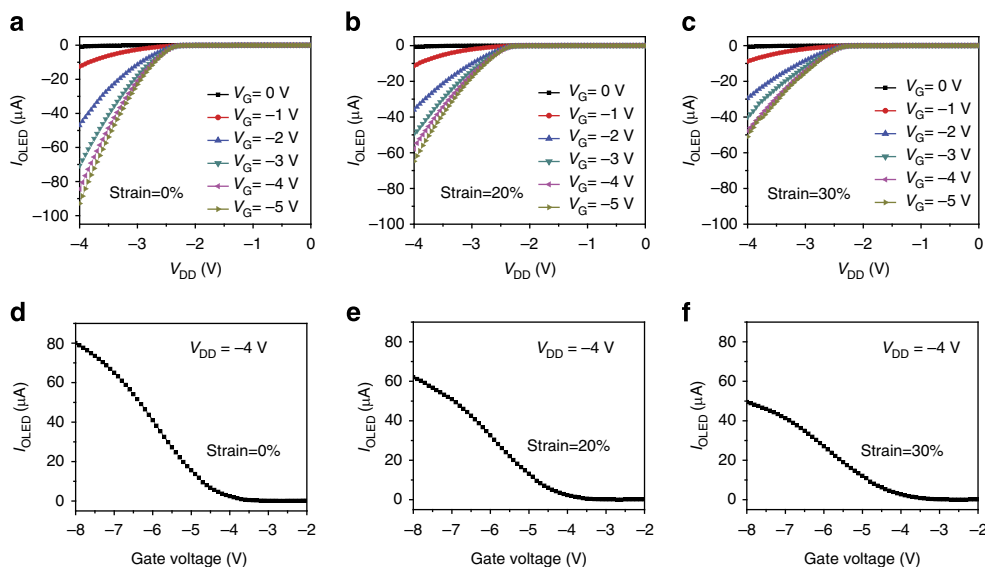 a
0
−20
−40
−60
−80
−100
I_OLED (µA)
V_G= 0 V
V_G= −1 V
V_G= −2 V
V_G= −3 V
V_G= −4 V
V_G= −5 V
Strain=0%
−4 −3 −2 −1 0
V_DD (V)
b
0
−20
−40
−60
−80
−100
I_OLED (µA)
V_G= 0 V
V_G= −1 V
V_G= −2 V
V_G= −3 V
V_G= −4 V
V_G= −5 V
Strain=20%
−4 −3 −2 −1 0
V_DD (V)
c
0
−20
−40
−60
−80
−100
I_OLED (µA)
V_G= 0 V
V_G= −1 V
V_G= −2 V
V_G= −3 V
V_G= −4 V
V_G= −5 V
Strain=30%
−4 −3 −2 −1 0
V_DD (V)
d
80
60
40
20
0
I_OLED (µA)
V_DD = −4 V
Strain=0%
−8 −7 −6 −5 −4 −3 −2
Gate voltage (V)
e
80
60
40
20
0
I_OLED (µA)
V_DD = −4 V
Strain=20%
−8 −7 −6 −5 −4 −3 −2
Gate voltage (V)
f
80
60
40
20
0
I_OLED (µA)
V_DD = −4 V
Strain=30%
−8 −7 −6 −5 −4 −3 −2
Gate voltage (V)